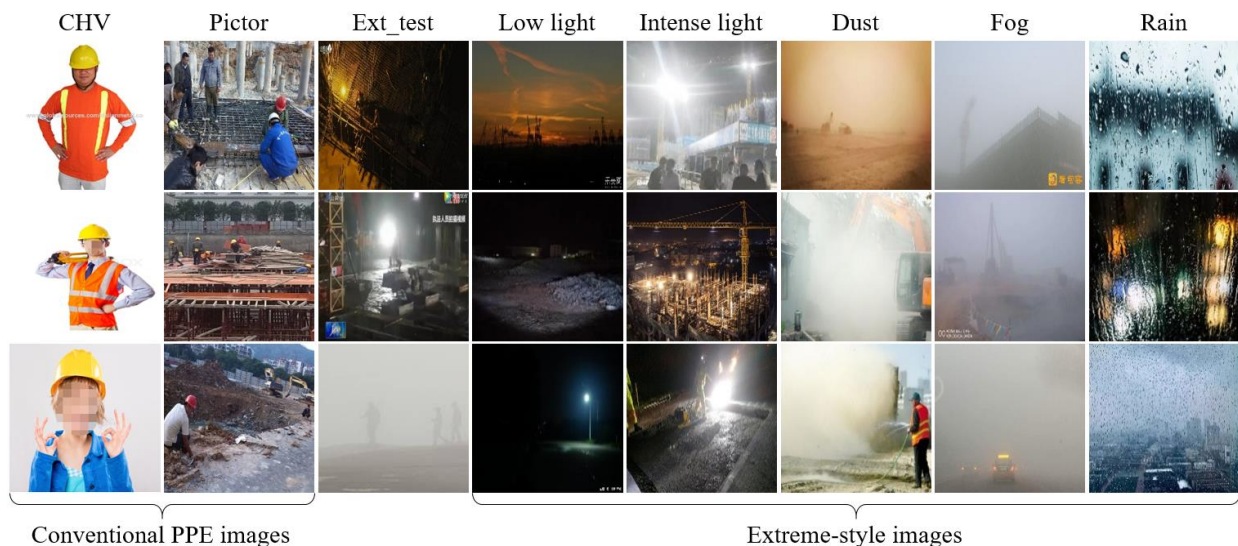 CHV Pictor Ext_test Low light Intense light Dust Fog Rain
Conventional PPE images Extreme-style images